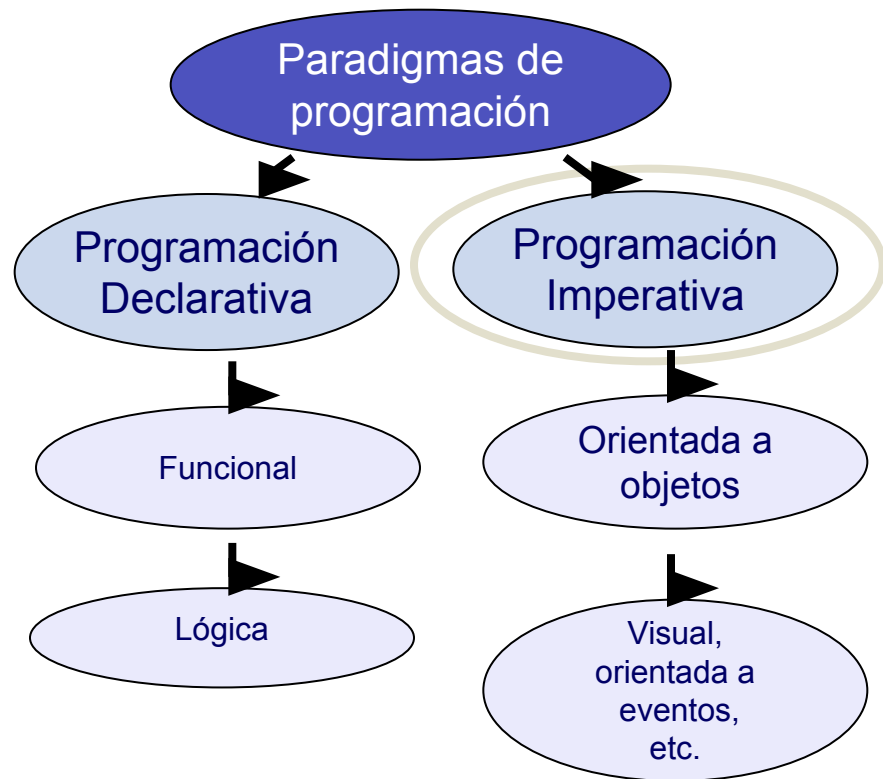 Paradigmas de
programación
Programación
Declarativa
Programación
Imperativa
Funcional
Orientada a
objetos
Lógica
Visual,
orientada a
eventos,
etc.